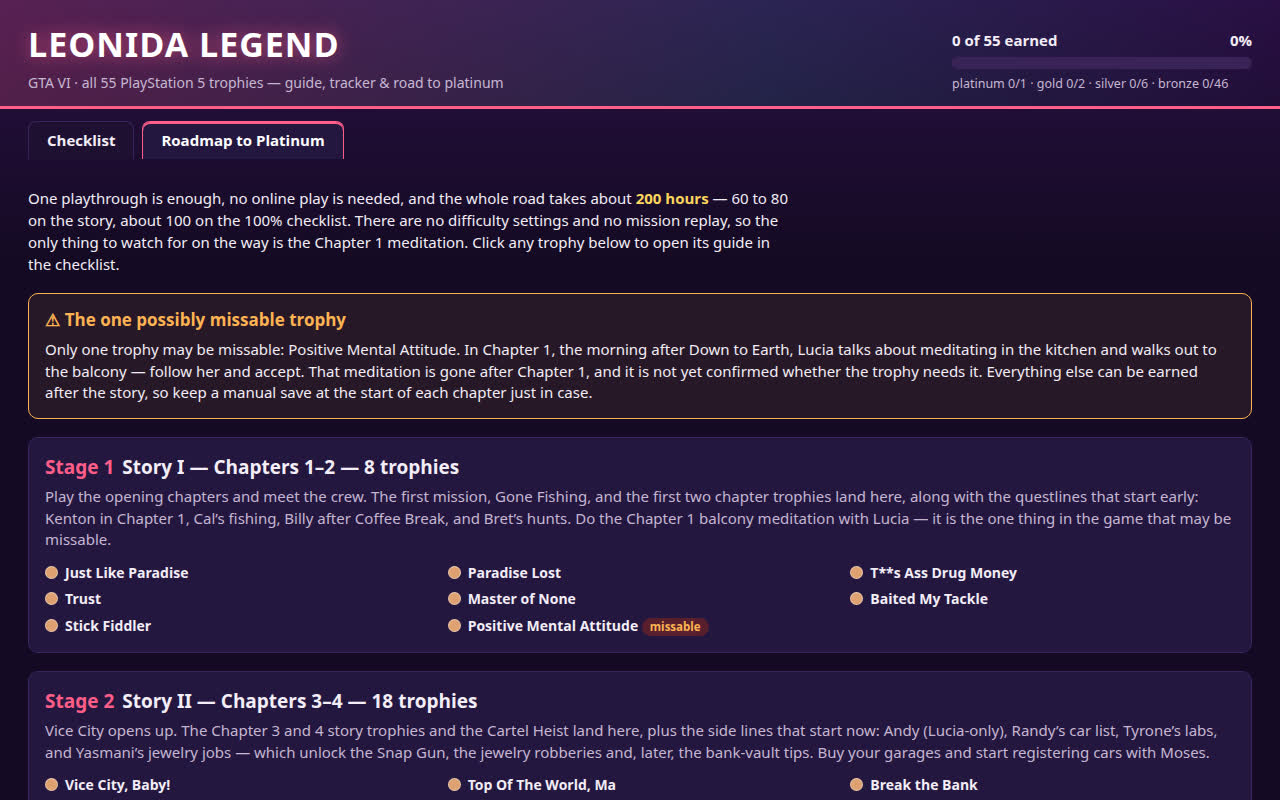 LEONIDA LEGEND
GTA VI · all 55 PlayStation 5 trophies — guide, tracker & road to platinum
0 of 55 earned 0%
platinum 0/1 · gold 0/2 · silver 0/6 · bronze 0/46
Checklist
Roadmap to Platinum
One playthrough is enough, no online play is needed, and the whole road takes about 200 hours — 60 to 80
on the story, about 100 on the 100% checklist. There are no difficulty settings and no mission replay, so the
only thing to watch for on the way is the Chapter 1 meditation. Click any trophy below to open its guide in
the checklist.
⚠ The one possibly missable trophy
Only one trophy may be missable: Positive Mental Attitude. In Chapter 1, the morning after Down to Earth, Lucia talks about meditating in the kitchen and walks out to
the balcony — follow her and accept. That meditation is gone after Chapter 1, and it is not yet confirmed whether the trophy needs it. Everything else can be earned
after the story, so keep a manual save at the start of each chapter just in case.
Stage 1 Story I — Chapters 1–2 — 8 trophies
Play the opening chapters and meet the crew. The first mission, Gone Fishing, and the first two chapter trophies land here, along with the questlines that start early:
Kenton in Chapter 1, Cal’s fishing, Billy after Coffee Break, and Bret’s hunts. Do the Chapter 1 balcony meditation with Lucia — it is the one thing in the game that may be
missable.
Just Like Paradise
Paradise Lost
T**s Ass Drug Money
Trust
Master of None
Baited My Tackle
Stick Fiddler
Positive Mental Attitude missable
Stage 2 Story II — Chapters 3–4 — 18 trophies
Vice City opens up. The Chapter 3 and 4 story trophies and the Cartel Heist land here, plus the side lines that start now: Andy (Lucia-only), Randy’s car list, Tyrone’s labs,
and Yasmani’s jewelry jobs — which unlock the Snap Gun, the jewelry robberies and, later, the bank-vault tips. Buy your garages and start registering cars with Moses.
Vice City, Baby!
Top Of The World, Ma
Break the Bank